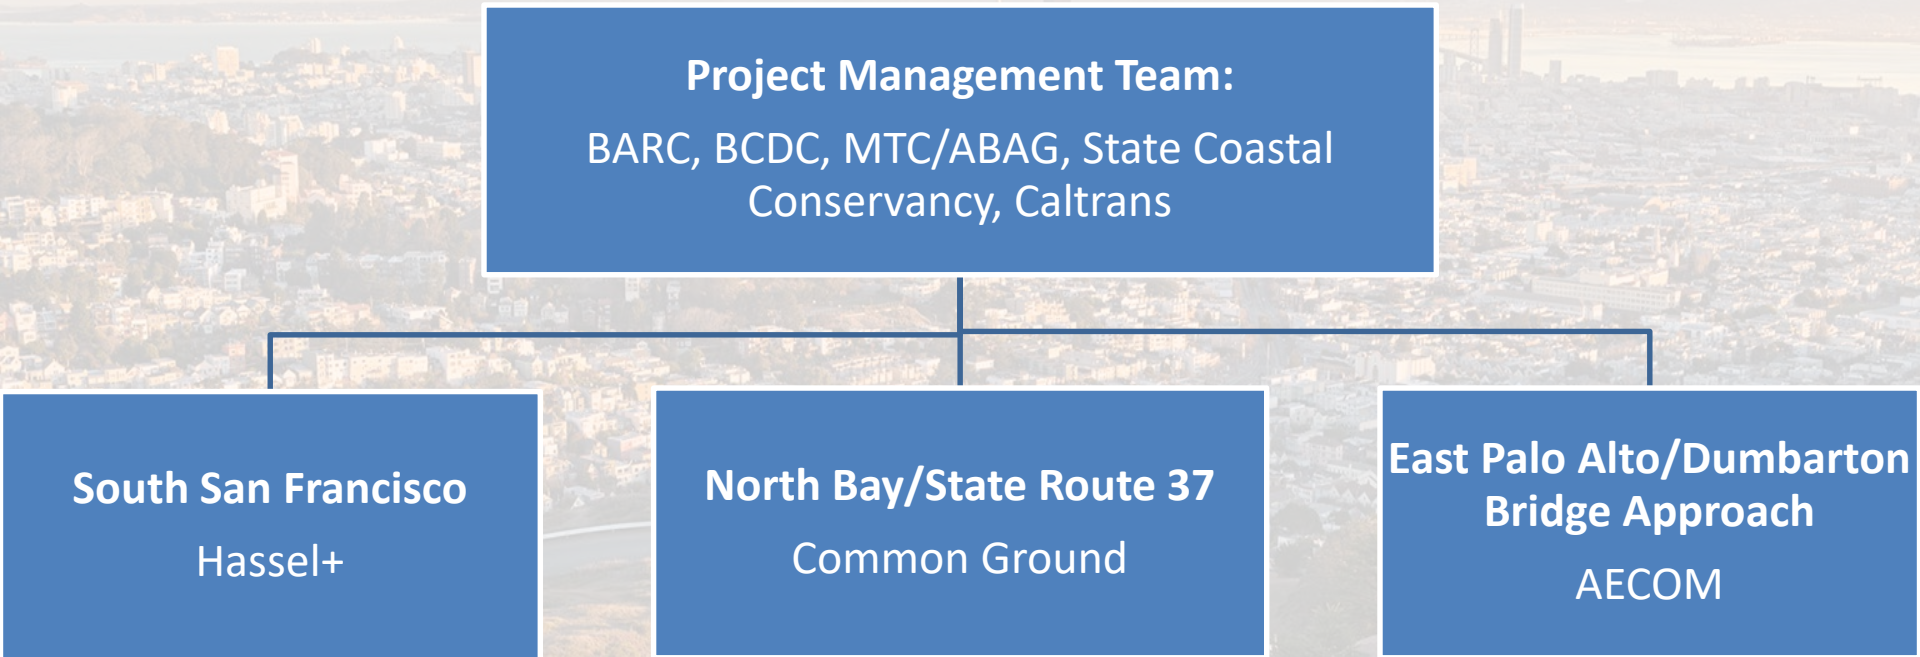 Project Management Team:
BARC, BCDC, MTC/ABAG, State Coastal
Conservancy, Caltrans
South San Francisco
Hassel+
North Bay/State Route 37
Common Ground
East Palo Alto/Dumbarton
Bridge Approach
AECOM